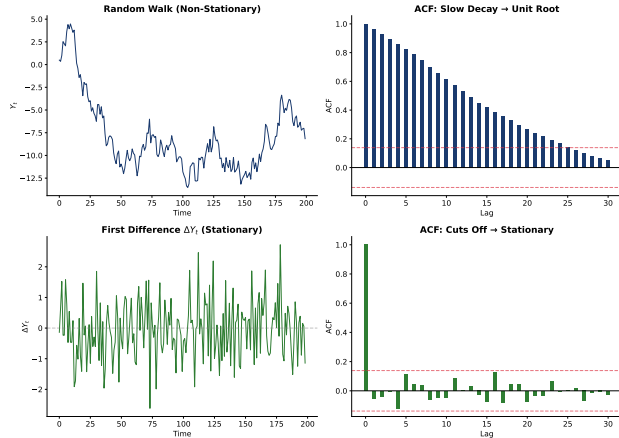 Random Walk (Non-Stationary)
5.0
2.5
0.0
−2.5
−5.0
−7.5
−10.0
−12.5
Y_t
0 25 50 75 100 125 150 175 200
Time
ACF: Slow Decay → Unit Root
1.0
0.8
0.6
0.4
0.2
0.0
ACF
0 5 10 15 20 25 30
Lag
First Difference ΔY_t (Stationary)
2
1
0
−1
−2
ΔY_t
0 25 50 75 100 125 150 175 200
Time
ACF: Cuts Off → Stationary
1.0
0.8
0.6
0.4
0.2
0.0
ACF
0 5 10 15 20 25 30
Lag